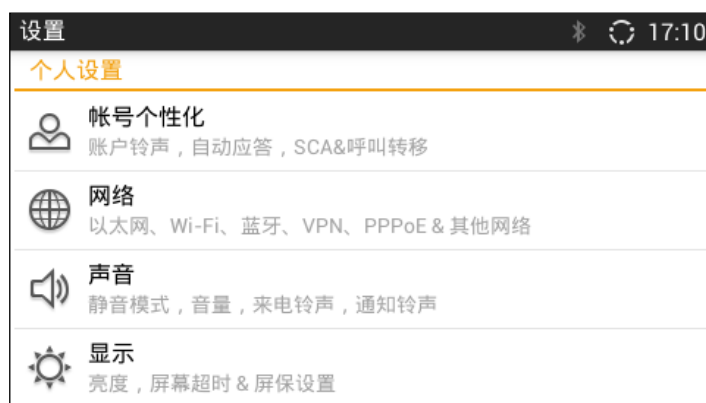 设置 17:10
个人设置
帐号个性化
账户铃声，自动应答，SCA&呼叫转移
网络
以太网、Wi-Fi、蓝牙、VPN、PPPoE & 其他网络
声音
静音模式，音量，来电铃声，通知铃声
显示
亮度，屏幕超时 & 屏保设置